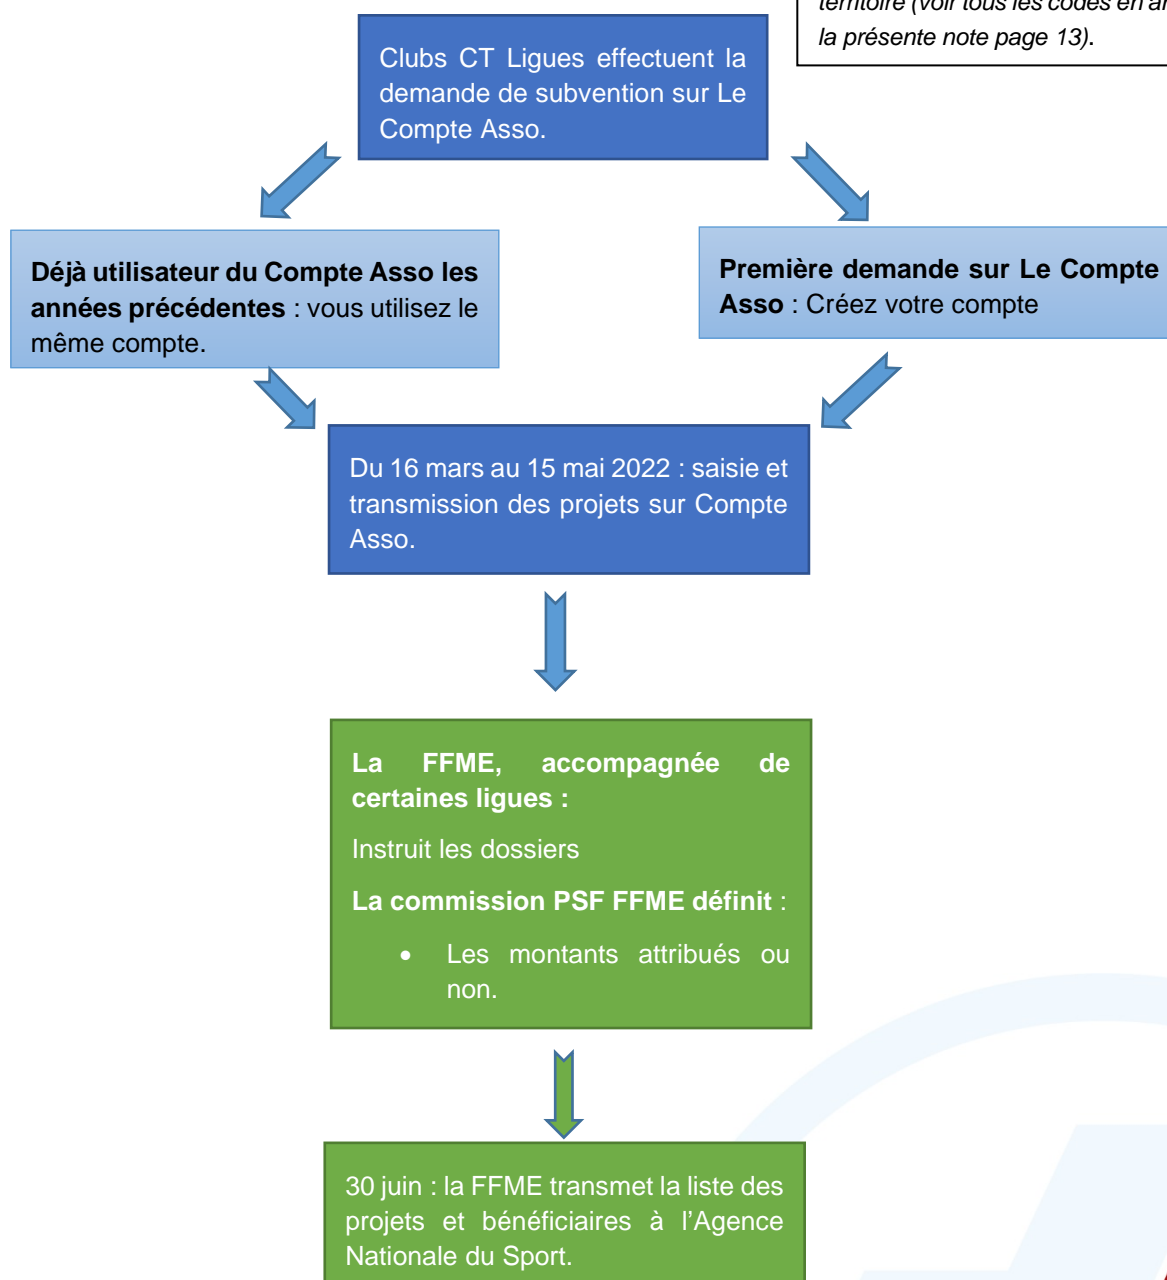 territoire (voir tous les codes en
la présente note page 13).
Clubs CT Ligues effectuent la
demande de subvention sur Le
Compte Asso.
Déjà utilisateur du Compte Asso les
années précédentes : vous utilisez le
même compte.
Première demande sur Le Compte
Asso : Créez votre compte
Du 16 mars au 15 mai 2022 : saisie et
transmission des projets sur Compte
Asso.
La FFME, accompagnée de
certaines ligues :
Instruit les dossiers
La commission PSF FFME définit :
• Les montants attribués ou
non.
30 juin : la FFME transmet la liste des
projets et bénéficiaires à l’Agence
Nationale du Sport.